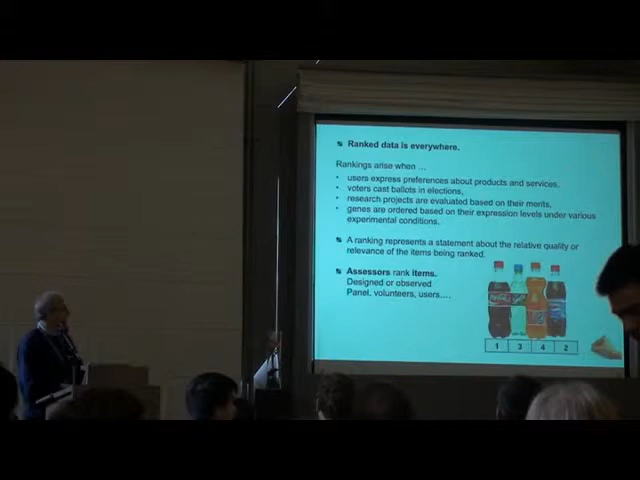 Ranked data is everywhere.
Rankings arise when ...
• users express preferences about products and services,
• voters cast ballots in elections,
• research projects are evaluated based on their merits,
• genes are ordered based on their expression levels under various
experimental conditions.
A ranking represents a statement about the relative quality or
relevance of the items being ranked.
Assessors rank items.
Designed or observed
Panel, volunteers, users....
1 3 4 2